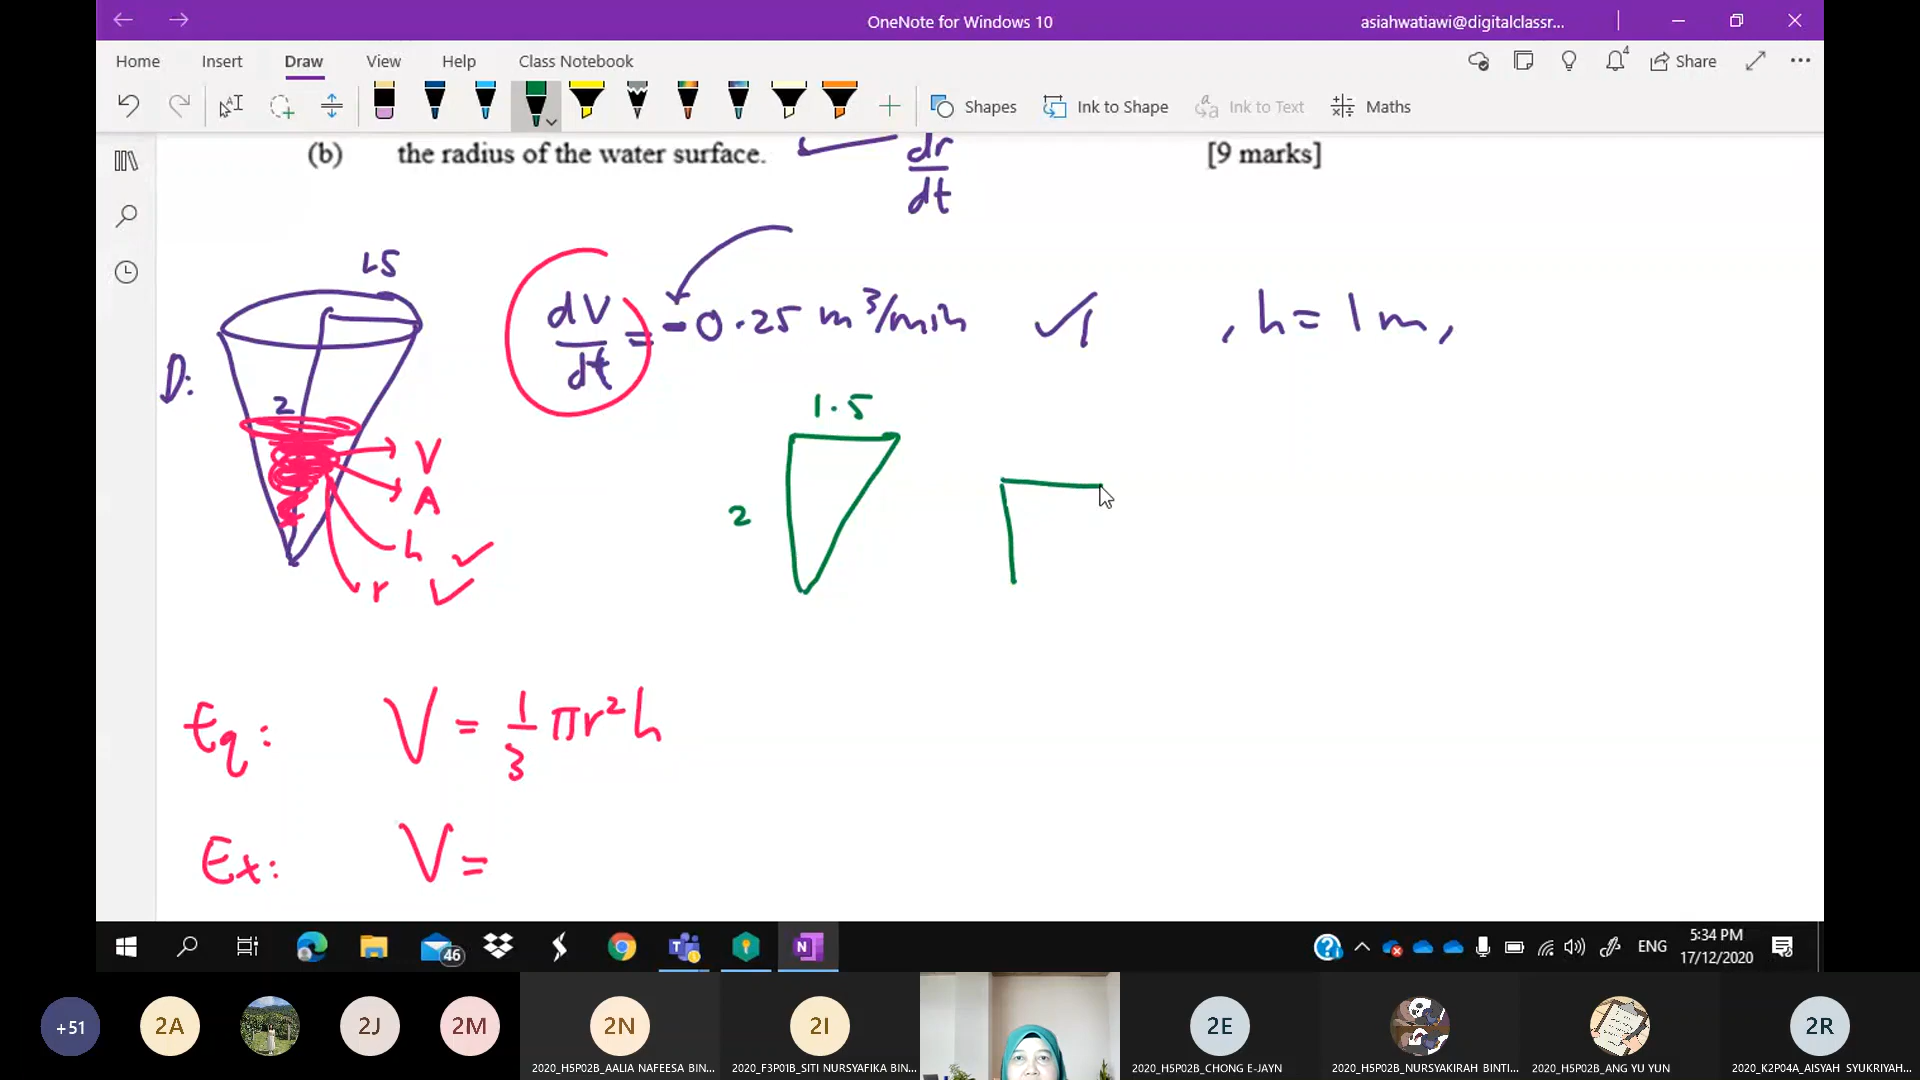 OneNote for Windows 10
asiahwatiawi@digitalclassr...
Home Insert Draw View Help Class Notebook
4
Share
Shapes Ink to Shape Ink to Text Maths
(b) the radius of the water surface. dr/dt [9 marks]
1.5
D:
2
dV/dt = -0.25 m³/min , h = 1m,
V
A
h
r
1.5
2
Eq: V = 1/3 πr²h
Ex: V =
46
ENG
5:34 PM
17/12/2020
+51 2A 2J 2M 2N 2I 2E 2R
2020_H5P02B_AALIA NAFEESA BIN...
2020_F3P01B_SITI NURSYAFIKA BIN...
2020_H5P02B_CHONG E-JAYN
2020_H5P02B_NURSYAKIRAH BINTI...
2020_H5P02B_ANG YU YUN
2020_K2P04A_AISYAH SYUKRIYAH...